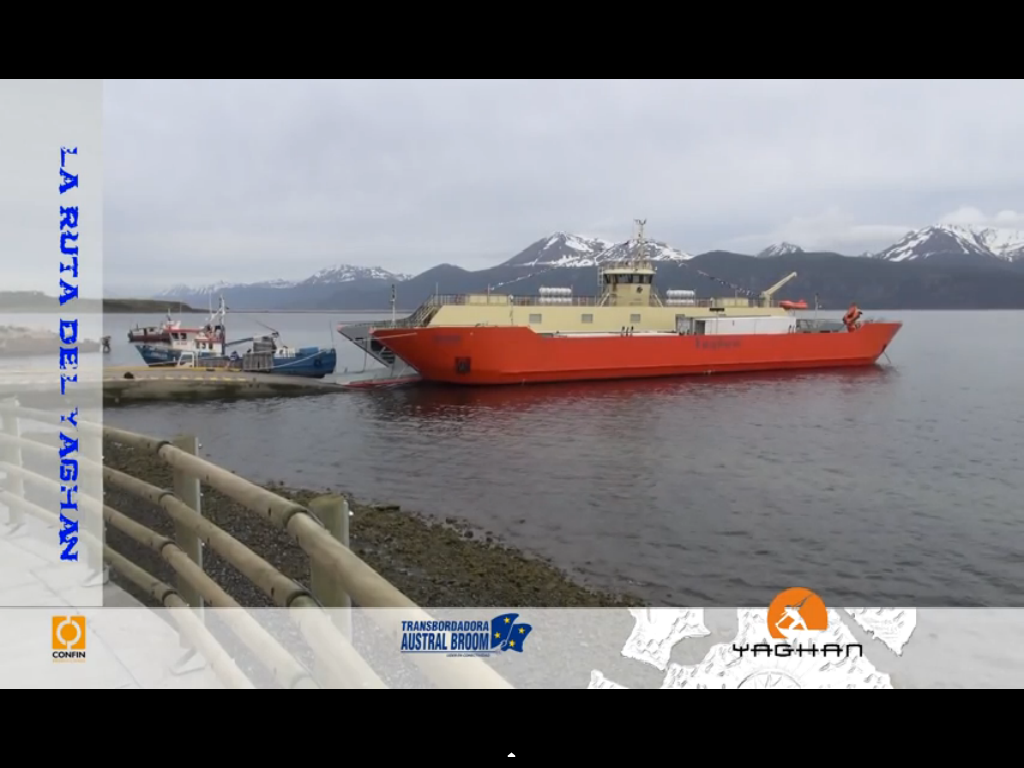 LA RUTA DEL YAGHAN
CONFIN
TRANSBORDADORA
AUSTRAL BROOM
YAGHAN